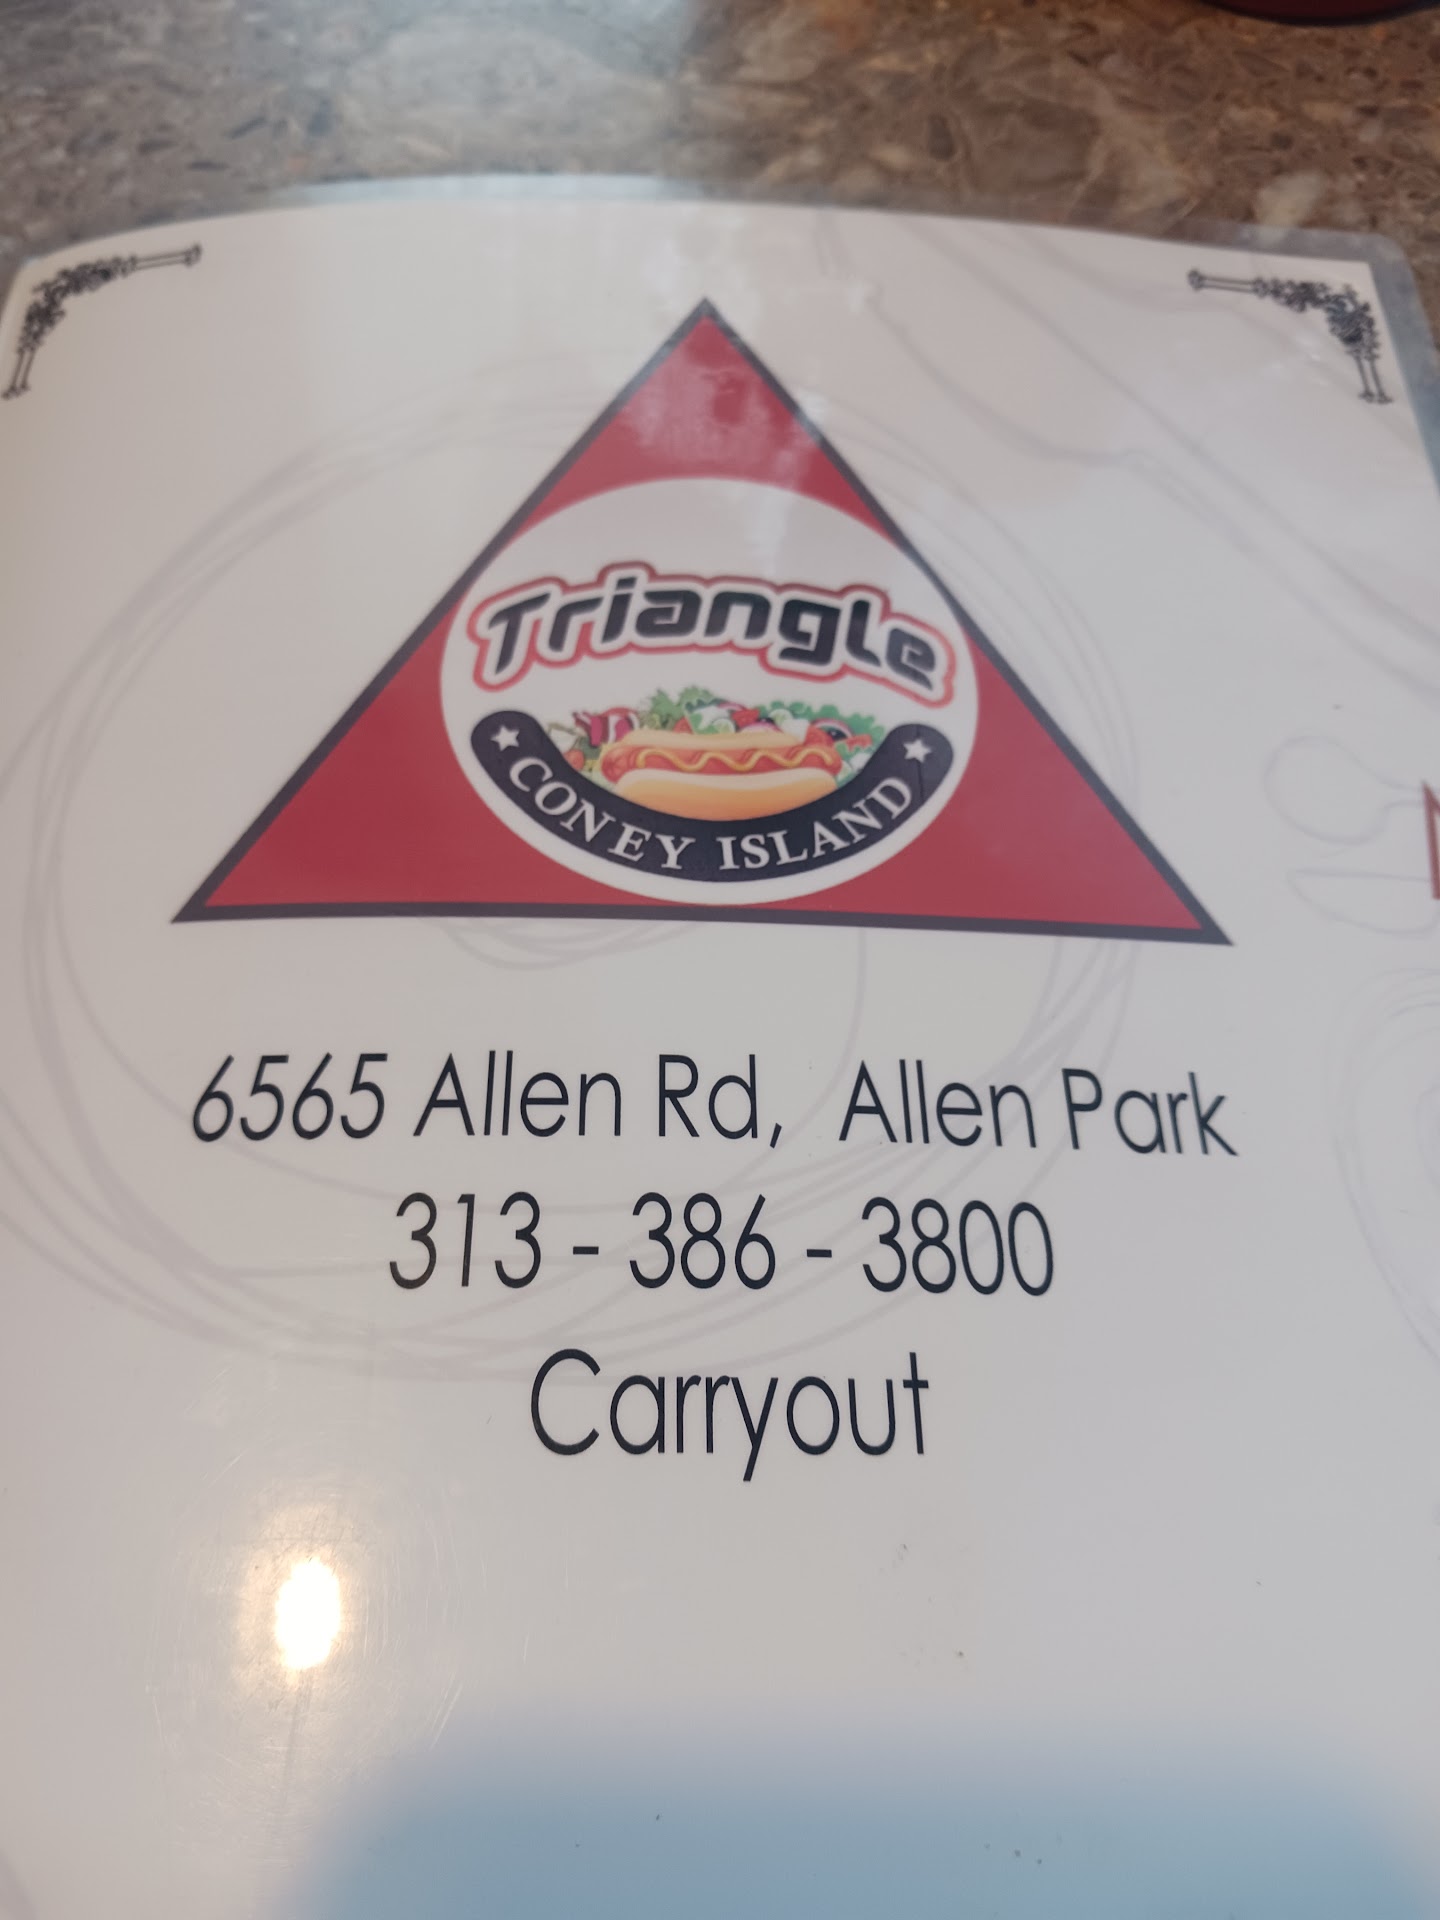 Triangle
CONEY ISLAND
6565 Allen Rd, Allen Park
313 - 386 - 3800
Carryout